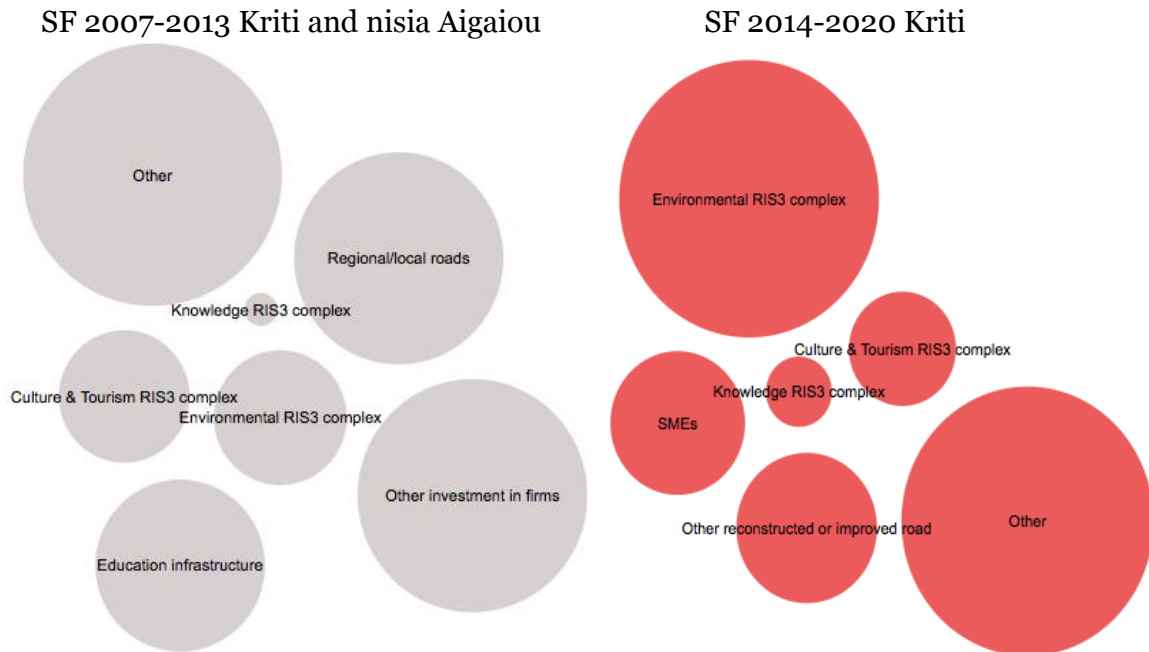 SF 2007-2013 Kriti and nisia Aigaiou
Other
Regional/local roads
Knowledge RIS3 complex
Culture & Tourism RIS3 complex
Environmental RIS3 complex
Other investment in firms
Education infrastructure
SF 2014-2020 Kriti
Environmental RIS3 complex
Culture & Tourism RIS3 complex
Knowledge RIS3 complex
SMEs
Other reconstructed or improved road
Other